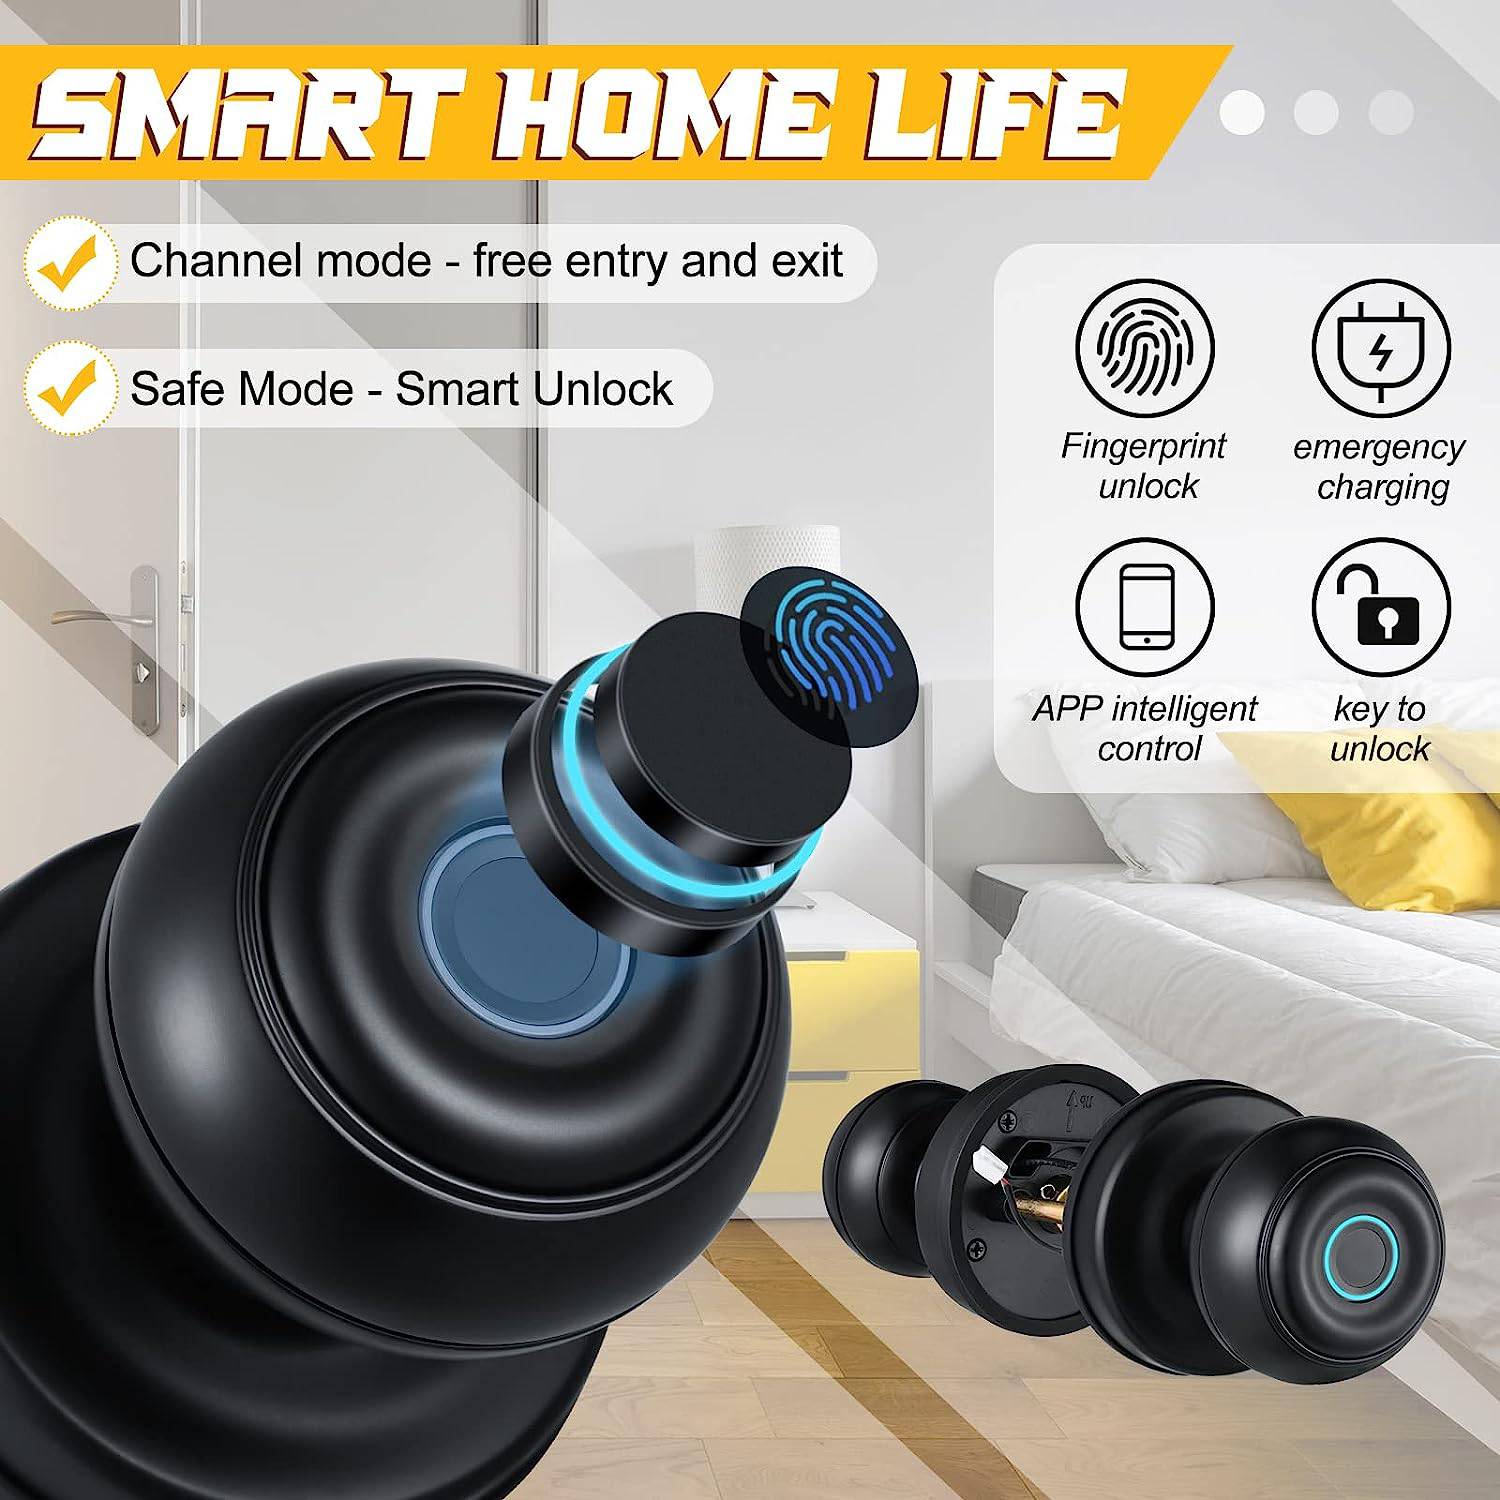 SMART HOME LIFE
Channel mode - free entry and exit
Safe Mode - Smart Unlock
Fingerprint
unlock
emergency
charging
APP intelligent
control
key to
unlock